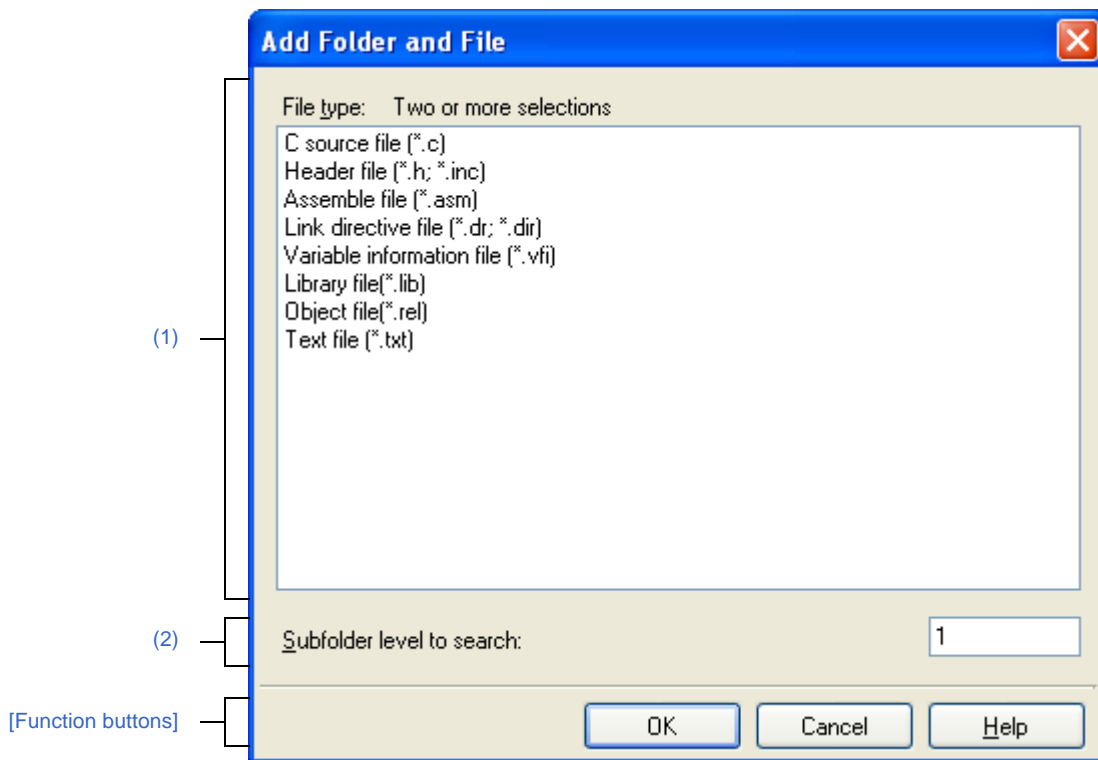 Add Folder and File
File type: Two or more selections
C source file (*.c)
Header file (*.h; *.inc)
Assemble file (*.asm)
Link directive file (*.dr; *.dir)
Variable information file (*.vfi)
Library file(*.lib)
Object file(*.rel)
Text file (*.txt)
(1)
(2)
Subfolder level to search: 1
[Function buttons]
OK Cancel Help